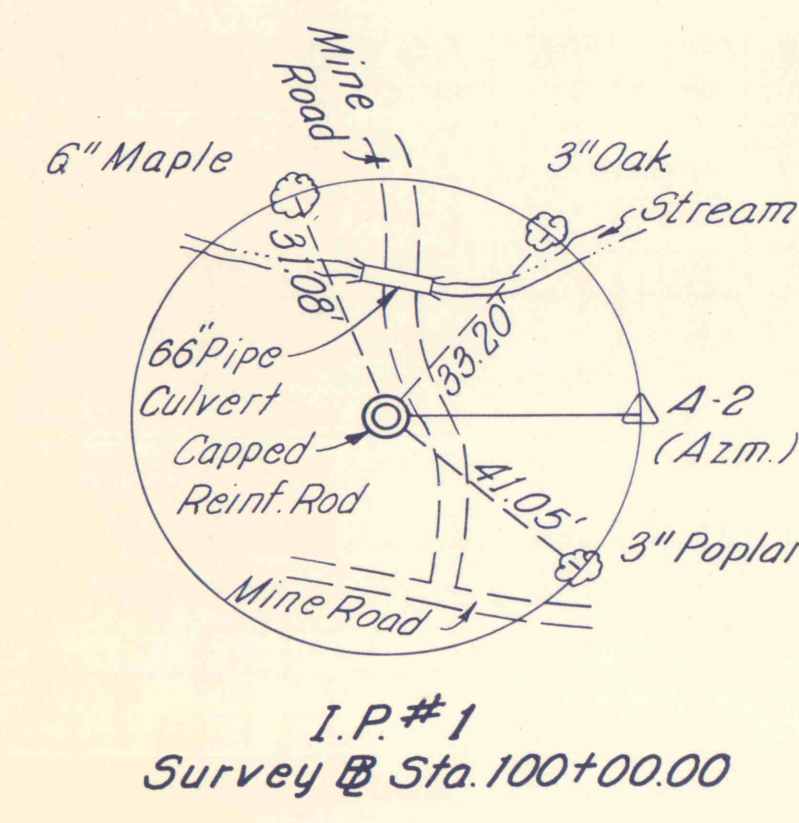 Mine
Road
6" Maple
3" Oak
Stream
31.08'
33.20
66" Pipe
Culvert
A-2
(Azm.)
Capped
Reinf. Rod
41.05'
3" Poplar
Mine Road
I.P. #1
Survey ⅊ Sta. 100+00.00